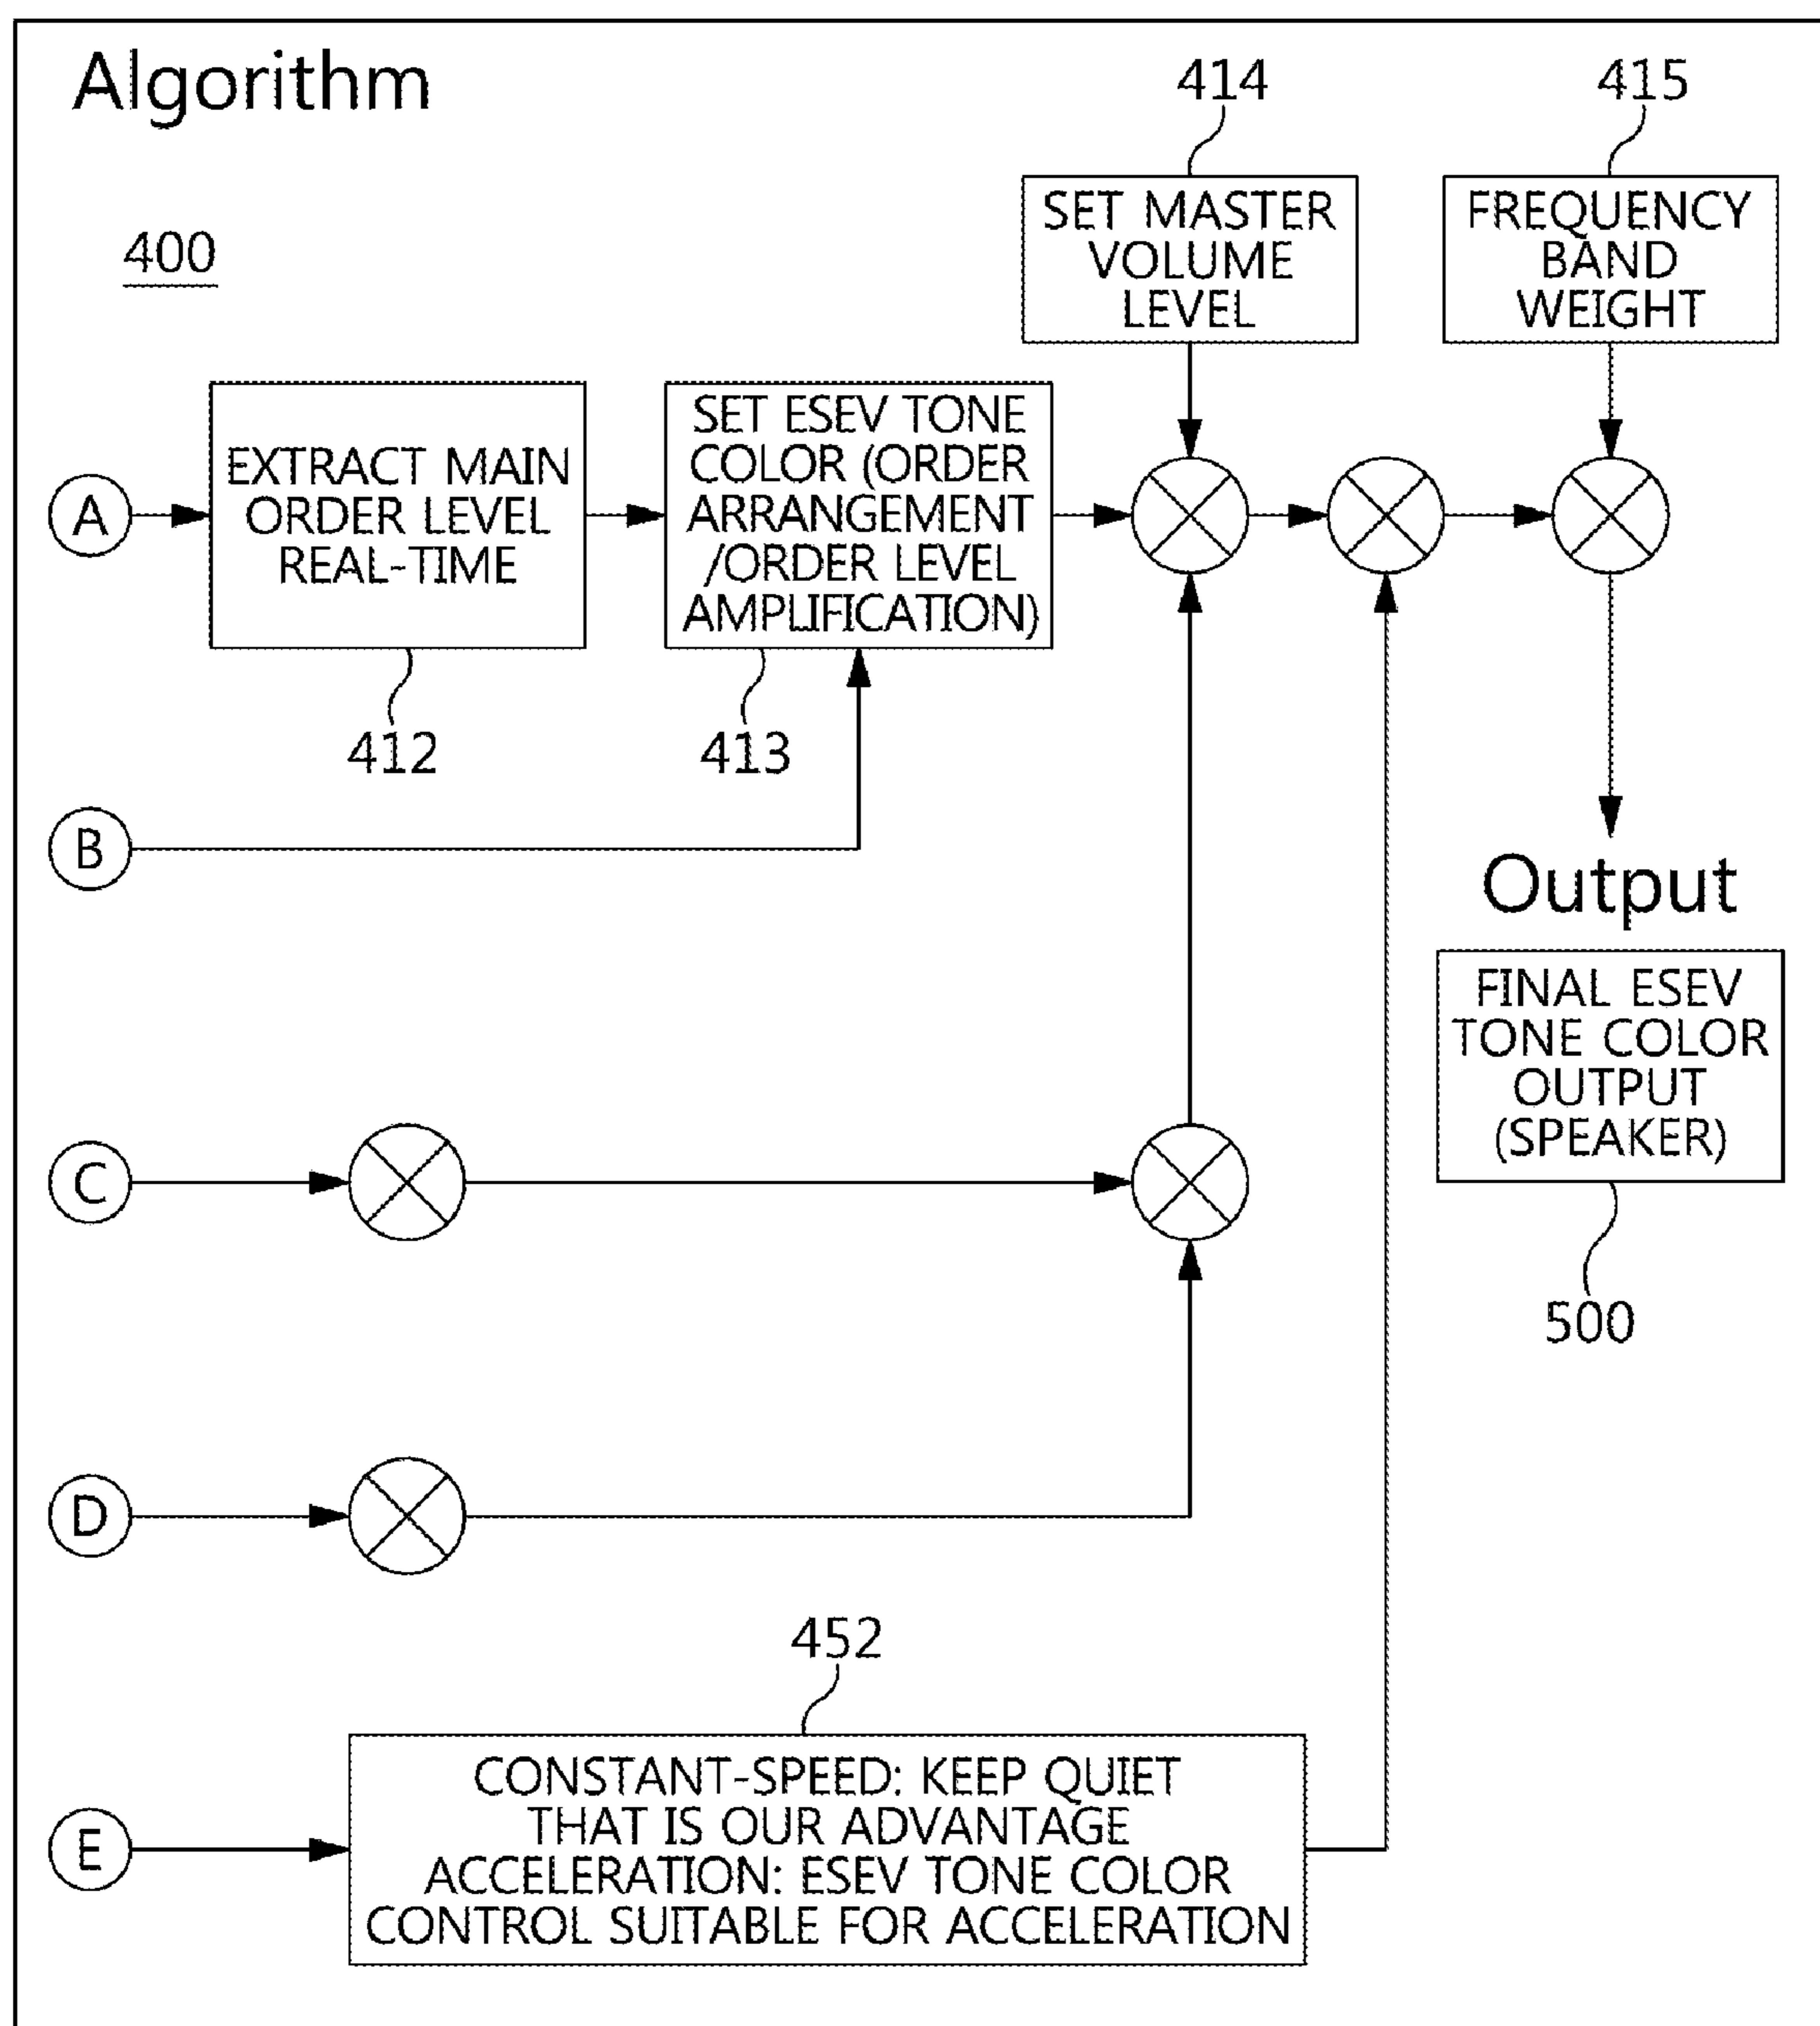 Algorithm
400
414
415
SET MASTER
VOLUME
LEVEL
FREQUENCY
BAND
WEIGHT
A
EXTRACT MAIN
ORDER LEVEL
REAL-TIME
412
SET ESEV TONE
COLOR (ORDER
ARRANGEMENT
/ORDER LEVEL
AMPLIFICATION)
413
B
Output
FINAL ESEV
TONE COLOR
OUTPUT
(SPEAKER)
500
C
D
452
E
CONSTANT-SPEED: KEEP QUIET
THAT IS OUR ADVANTAGE
ACCELERATION: ESEV TONE COLOR
CONTROL SUITABLE FOR ACCELERATION